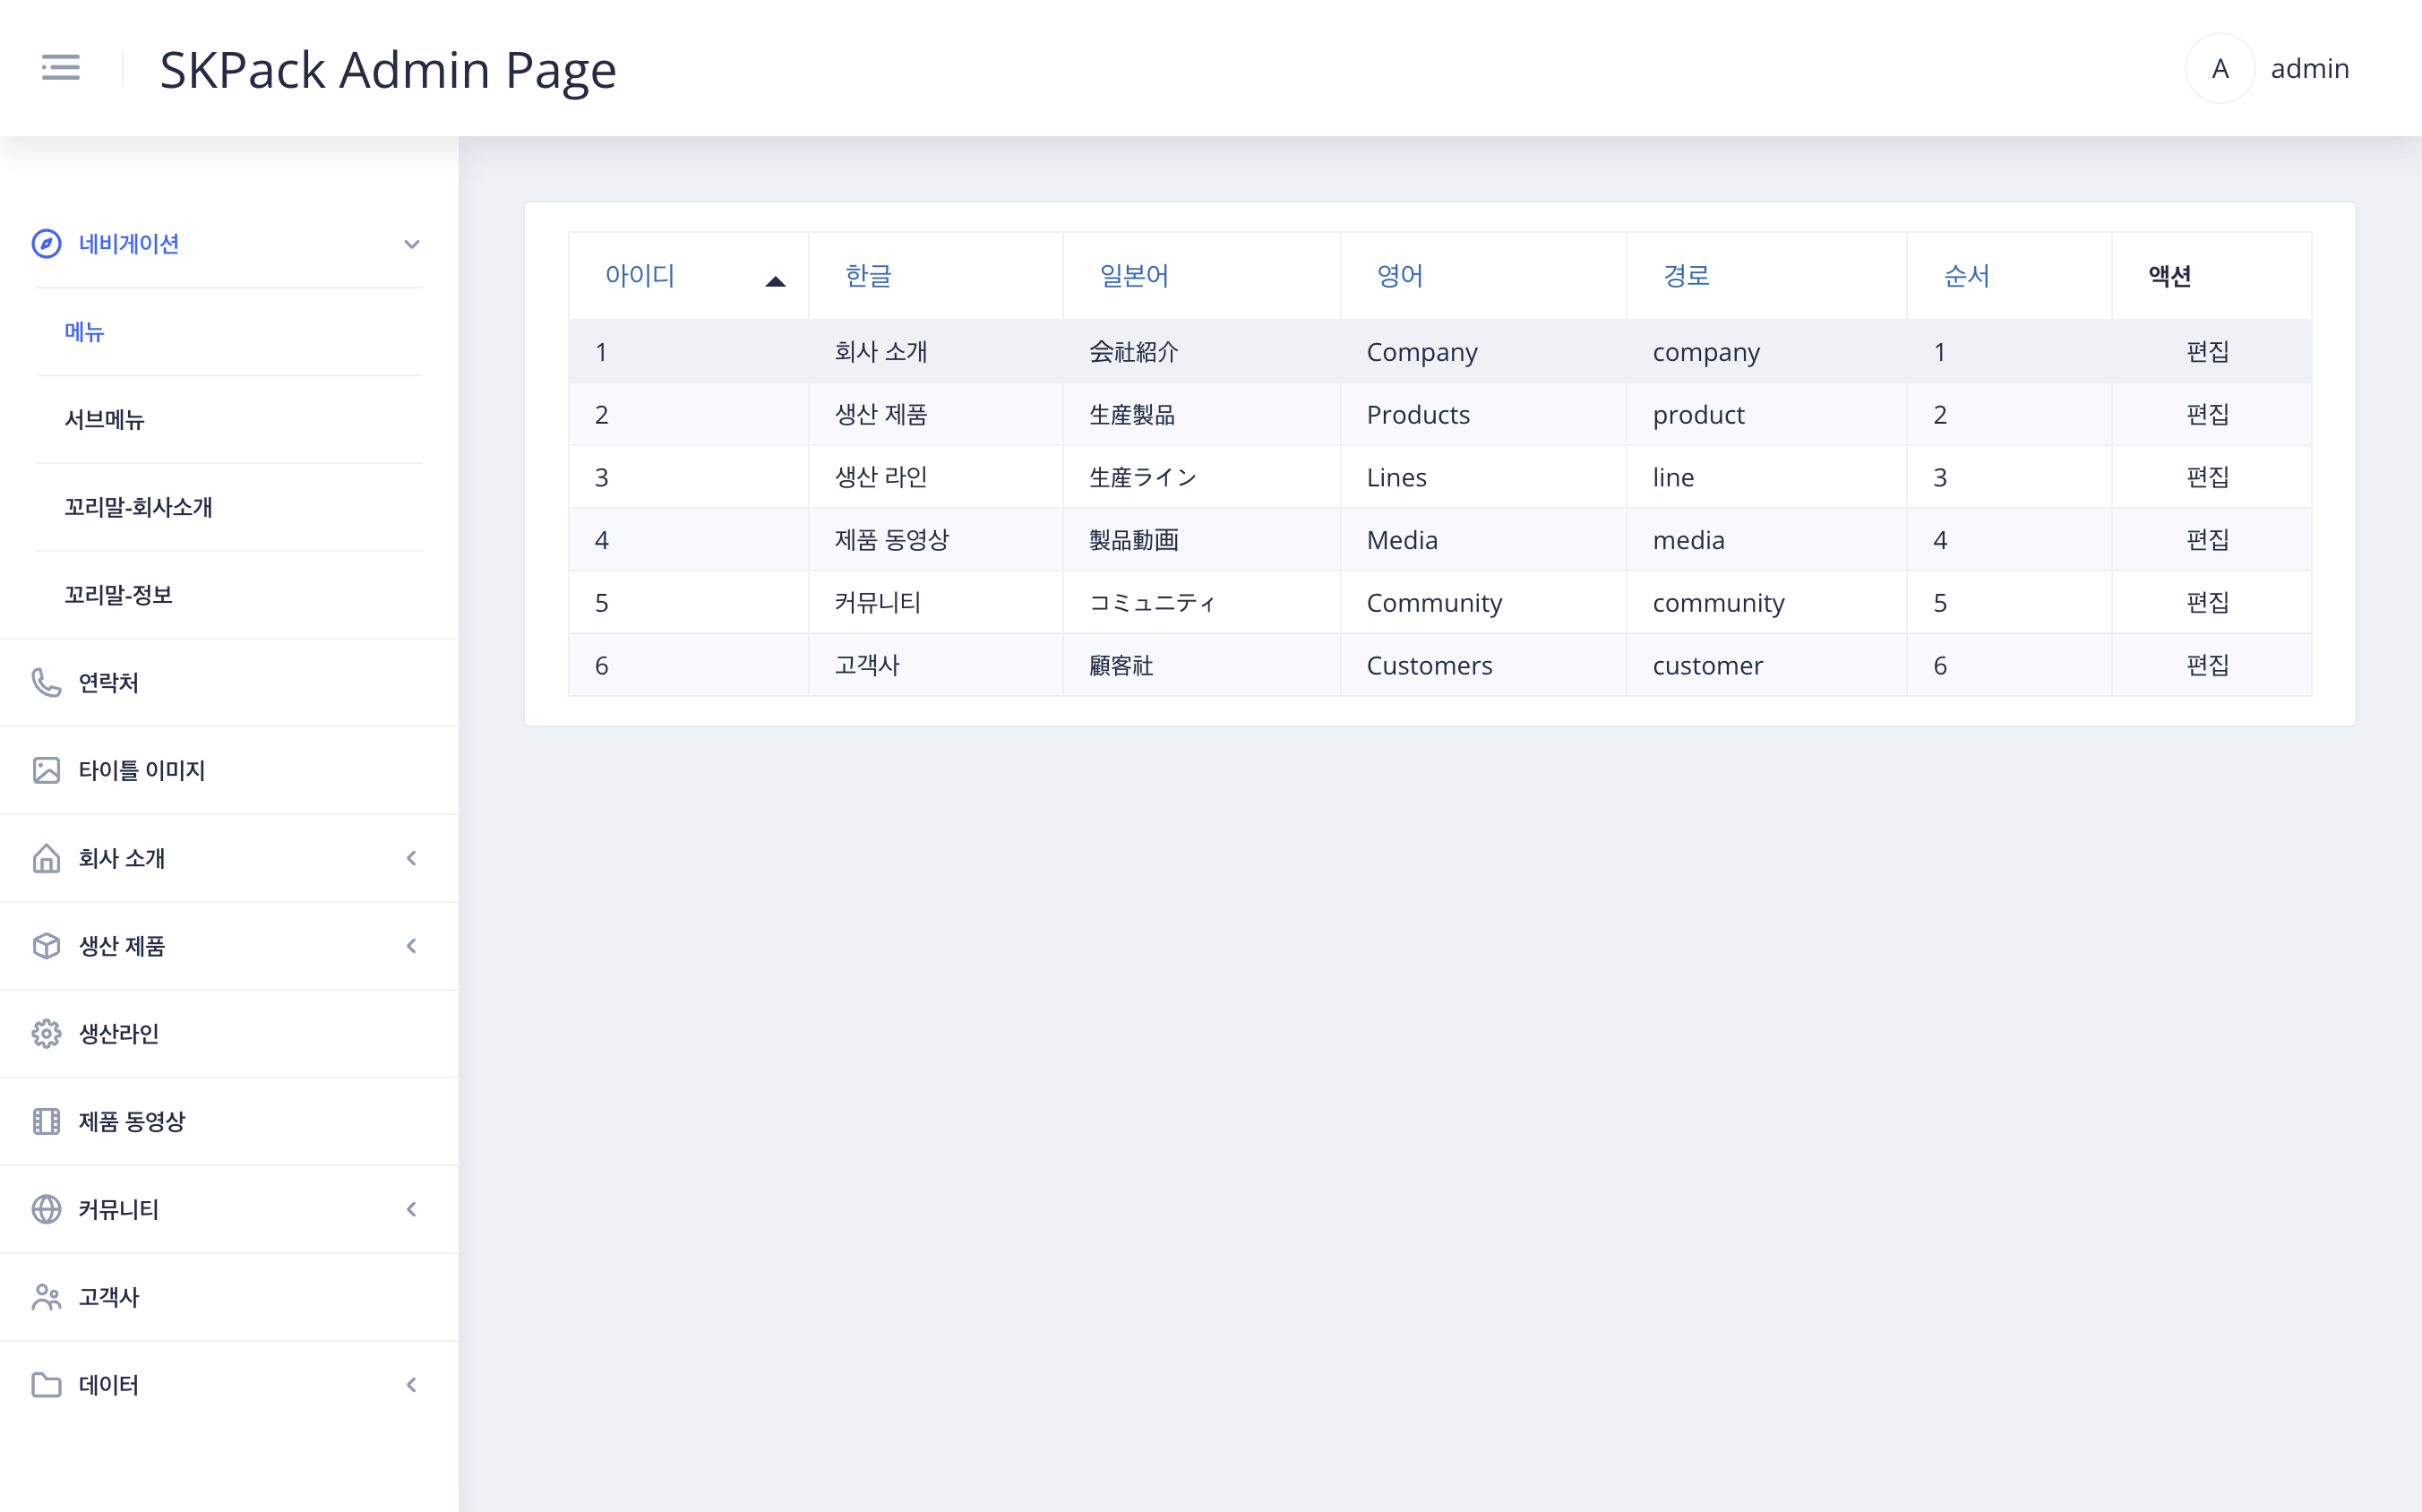 SKPack Admin Page
A admin
네비게이션
메뉴
서브메뉴
꼬리말-회사소개
꼬리말-정보
연락처
타이틀 이미지
회사 소개
생산 제품
생산라인
제품 동영상
커뮤니티
고객사
데이터
아이디 한글 일본어 영어 경로 순서 액션
1 회사 소개 会社紹介 Company company 1 편집
2 생산 제품 生産製品 Products product 2 편집
3 생산 라인 生産ライン Lines line 3 편집
4 제품 동영상 製品動画 Media media 4 편집
5 커뮤니티 コミュニティ Community community 5 편집
6 고객사 顧客社 Customers customer 6 편집